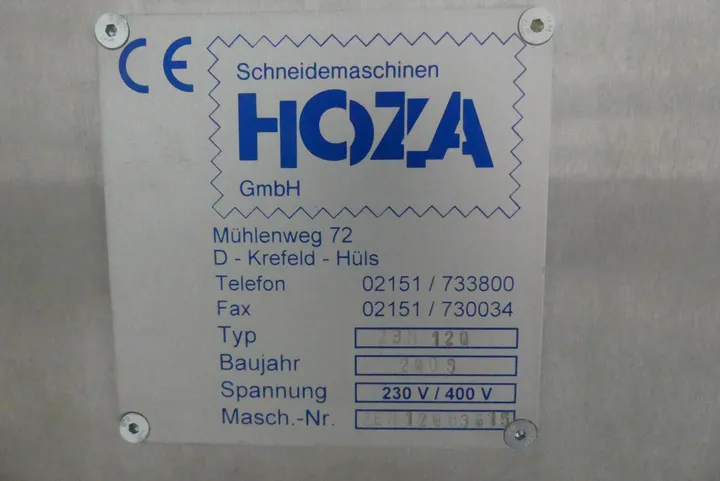 CE
Schneidemaschinen
HOZA
GmbH
Mühlenweg 72
D - Krefeld - Hüls
Telefon 02151 / 733800
Fax 02151 / 730034
Typ 120
Baujahr
Spannung 230 V / 400 V
Masch.-Nr.